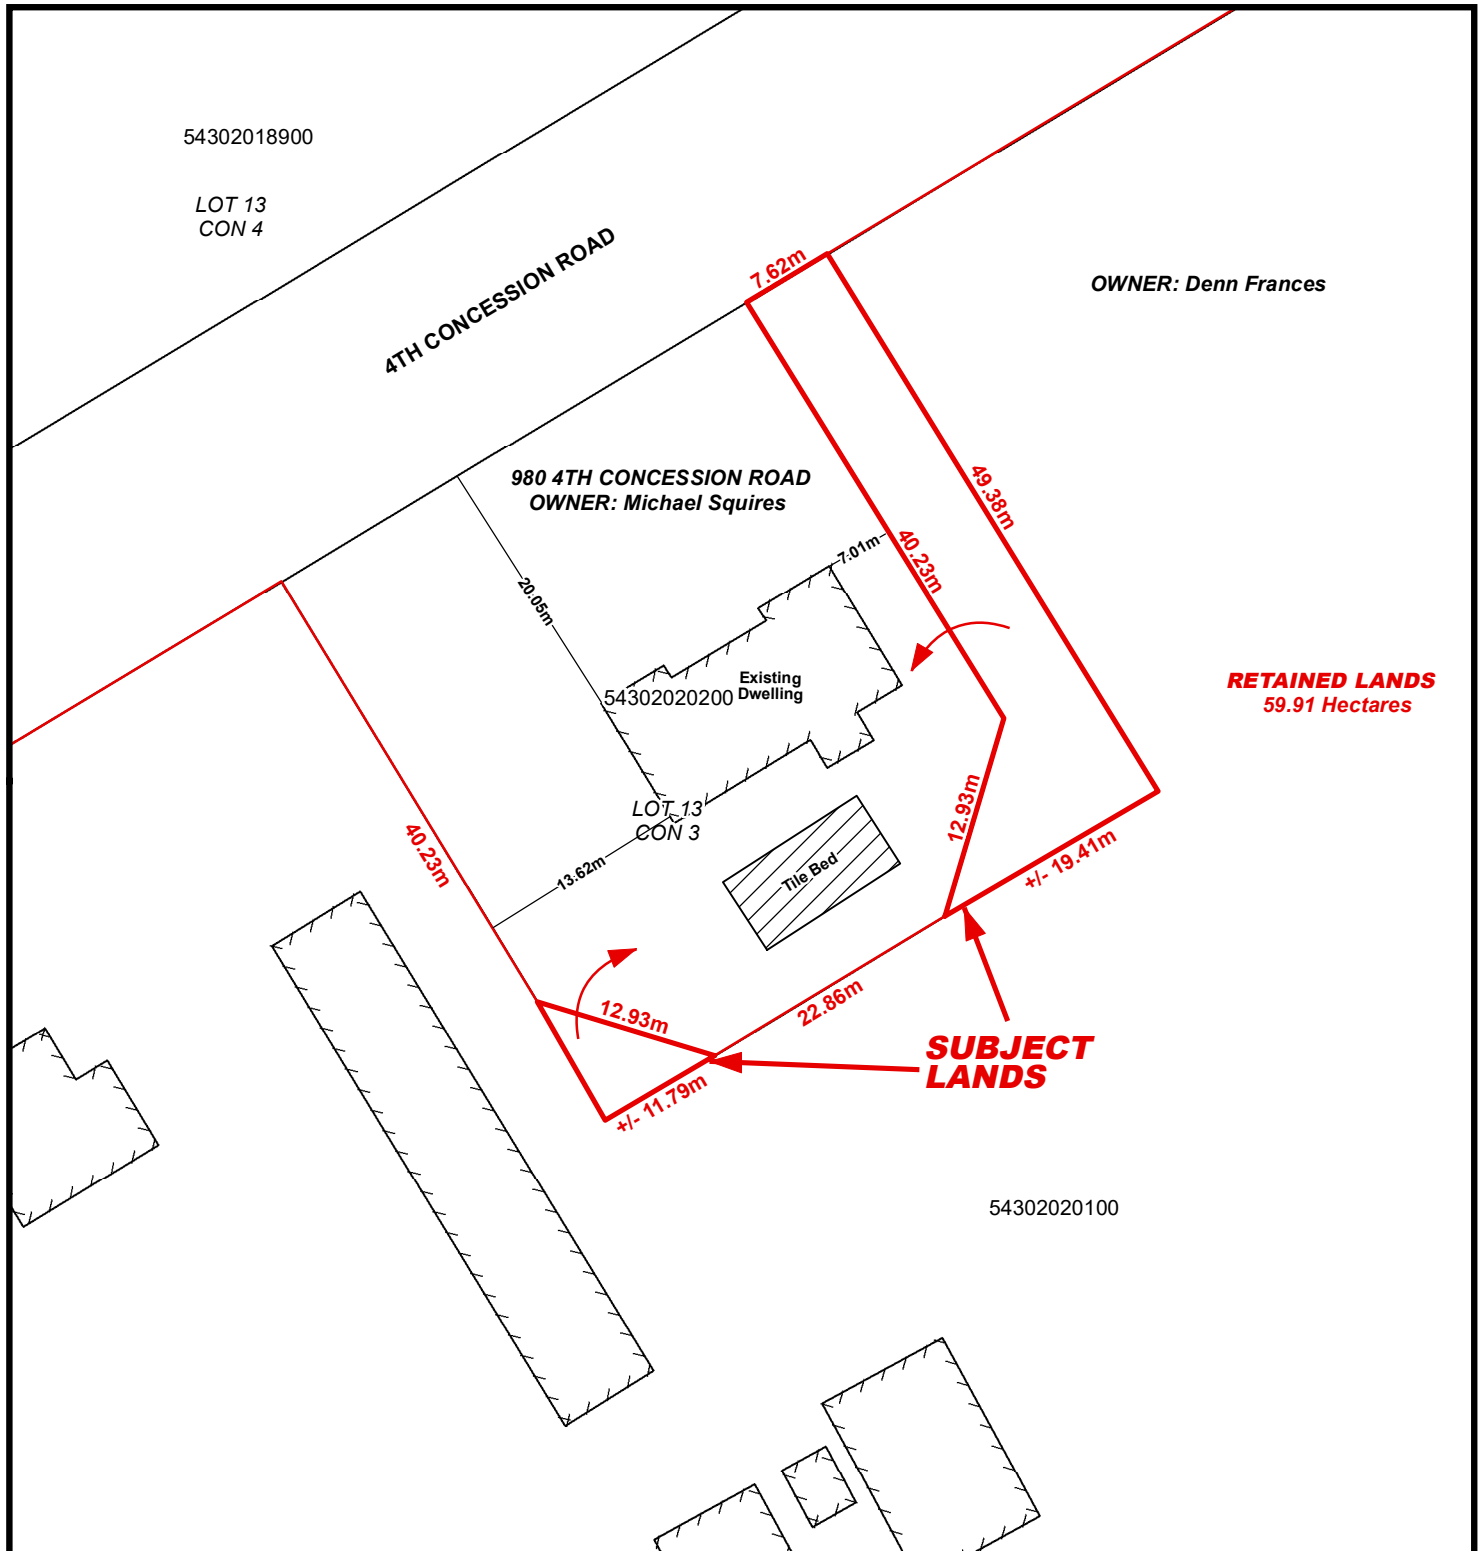 54302018900
LOT 13
CON 4
4TH CONCESSION ROAD
7.62m
OWNER: Denn Frances
980 4TH CONCESSION ROAD
OWNER: Michael Squires
49.38m
7.01m
40.23m
20.05m
RETAINED LANDS
59.91 Hectares
54302020200
Existing
Dwelling
LOT 13
CON 3
40.23m
13.62m
Tile Bed
12.93m
+/- 19.41m
12.93m
22.86m
SUBJECT
LANDS
+/- 11.79m
54302020100